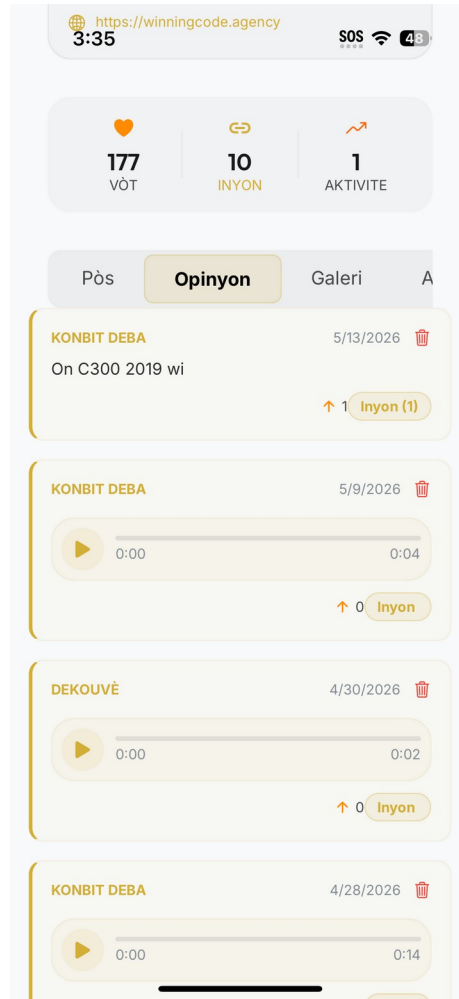 https://winningcode.agency
3:35
SOS
48
177
10
1
VÒT
INYON
AKTIVITE
Pòs
Opinyon
Galeri
A
KONBIT DEBA
5/13/2026
On C300 2019 wi
1
Inyon (1)
KONBIT DEBA
5/9/2026
0:00
0:04
0
Inyon
DEKOUVÈ
4/30/2026
0:00
0:02
0
Inyon
KONBIT DEBA
4/28/2026
0:00
0:14